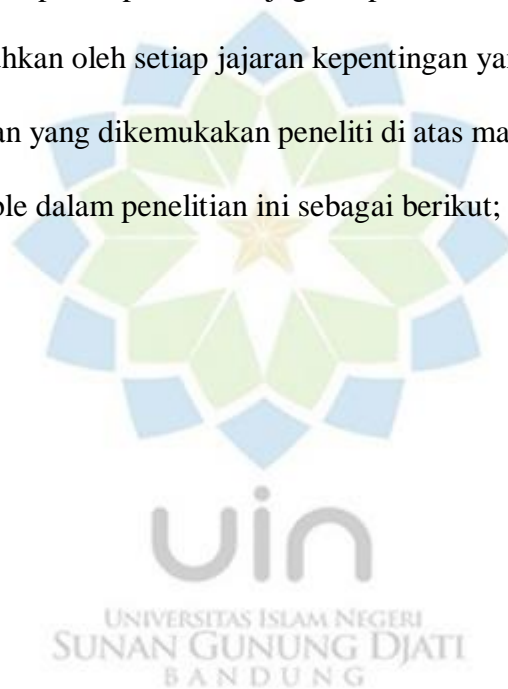 hkan oleh setiap jajaran kepentingan ya
an yang dikemukakan peneliti di atas ma
ole dalam penelitian ini sebagai berikut;
uin
UNIVERSITAS ISLAM NEGERI
SUNAN GUNUNG DJATI
BANDUNG